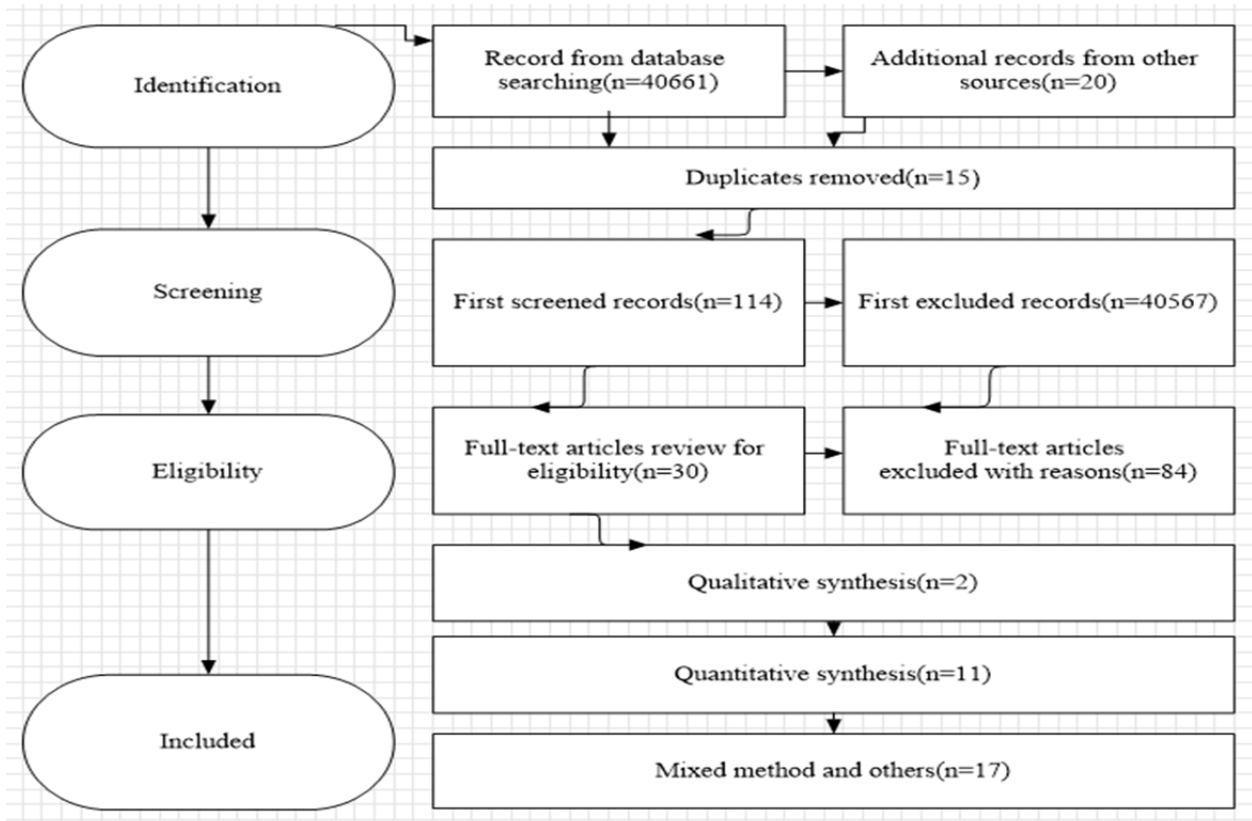 Identification
Record from database
searching(n=40661)
Additional records from other
sources(n=20)
Duplicates removed(n=15)
Screening
First screened records(n=114)
First excluded records(n=40567)
Eligibility
Full-text articles review for
eligibility(n=30)
Full-text articles
excluded with reasons(n=84)
Qualitative synthesis(n=2)
Quantitative synthesis(n=11)
Included
Mixed method and others(n=17)